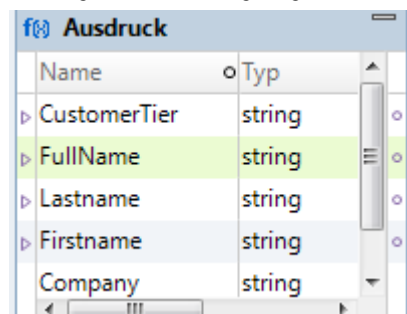 f(x) Ausdruck
Name Typ
CustomerTier string
FullName string
Lastname string
Firstname string
Company string